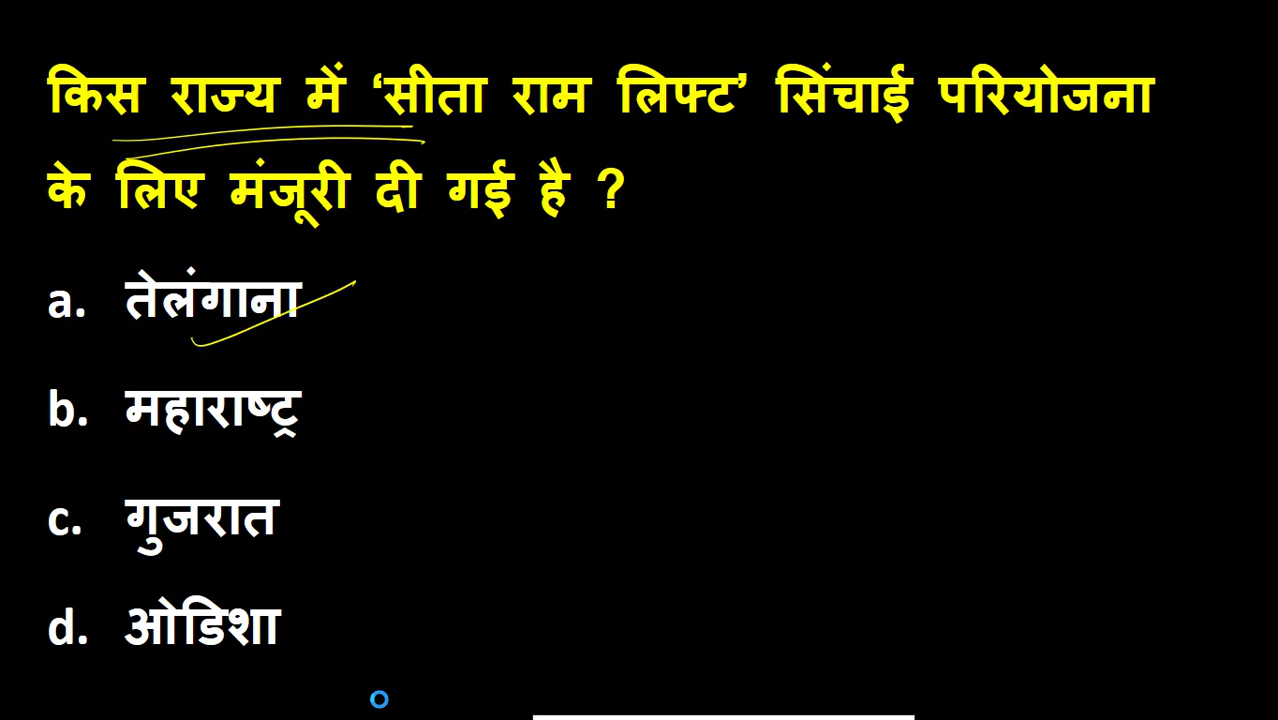 किस राज्य में ‘सीता राम लिफ्ट’ सिंचाई परियोजना
के लिए मंजूरी दी गई है ?
a. तेलंगाना
b. महाराष्ट्र
c. गुजरात
d. ओडिशा